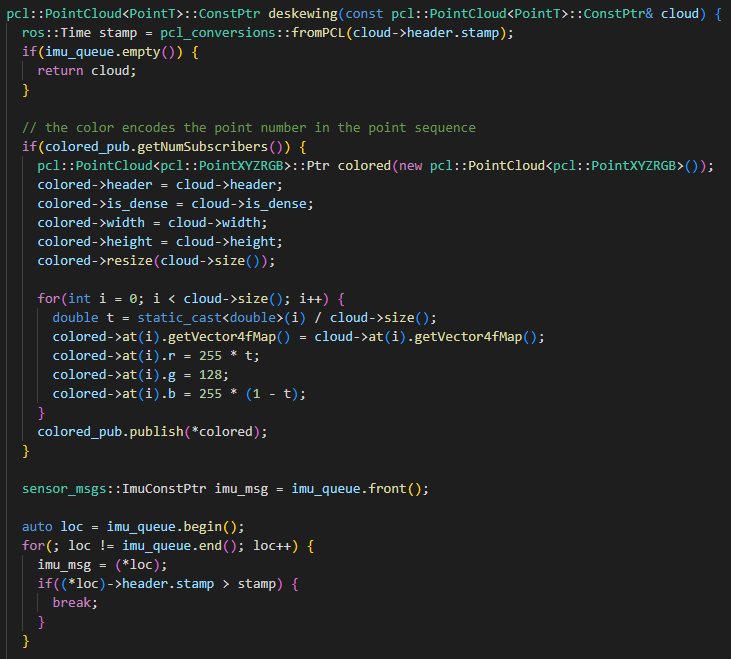 pcl::PointCloud<PointT>::ConstPtr deskewing(const pcl::PointCloud<PointT>::ConstPtr& cloud) {
  ros::Time stamp = pcl_conversions::fromPCL(cloud->header.stamp);
  if(imu_queue.empty()) {
    return cloud;
  }

  // the color encodes the point number in the point sequence
  if(colored_pub.getNumSubscribers()) {
    pcl::PointCloud<pcl::PointXYZRGB>::Ptr colored(new pcl::PointCloud<pcl::PointXYZRGB>());
    colored->header = cloud->header;
    colored->is_dense = cloud->is_dense;
    colored->width = cloud->width;
    colored->height = cloud->height;
    colored->resize(cloud->size());

    for(int i = 0; i < cloud->size(); i++) {
      double t = static_cast<double>(i) / cloud->size();
      colored->at(i).getVector4fMap() = cloud->at(i).getVector4fMap();
      colored->at(i).r = 255 * t;
      colored->at(i).g = 128;
      colored->at(i).b = 255 * (1 - t);
    }
    colored_pub.publish(*colored);
  }

  sensor_msgs::ImuConstPtr imu_msg = imu_queue.front();

  auto loc = imu_queue.begin();
  for(; loc != imu_queue.end(); loc++) {
    imu_msg = (*loc);
    if((*loc)->header.stamp > stamp) {
      break;
    }
  }